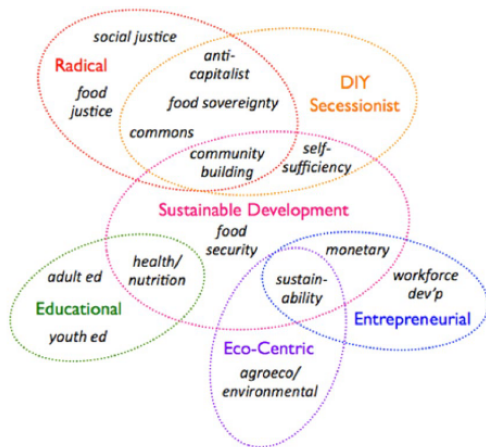 social justice
Radical
anti-
capitalist
DIY
Secessionist
food
justice
food sovereignty
commons
community
building
self-
sufficiency
Sustainable Development
food
security
health/
nutrition
monetary
adult ed
sustain-
ability
workforce
dev'p
Educational
Entrepreneurial
youth ed
Eco-Centric
agroeco/
environmental